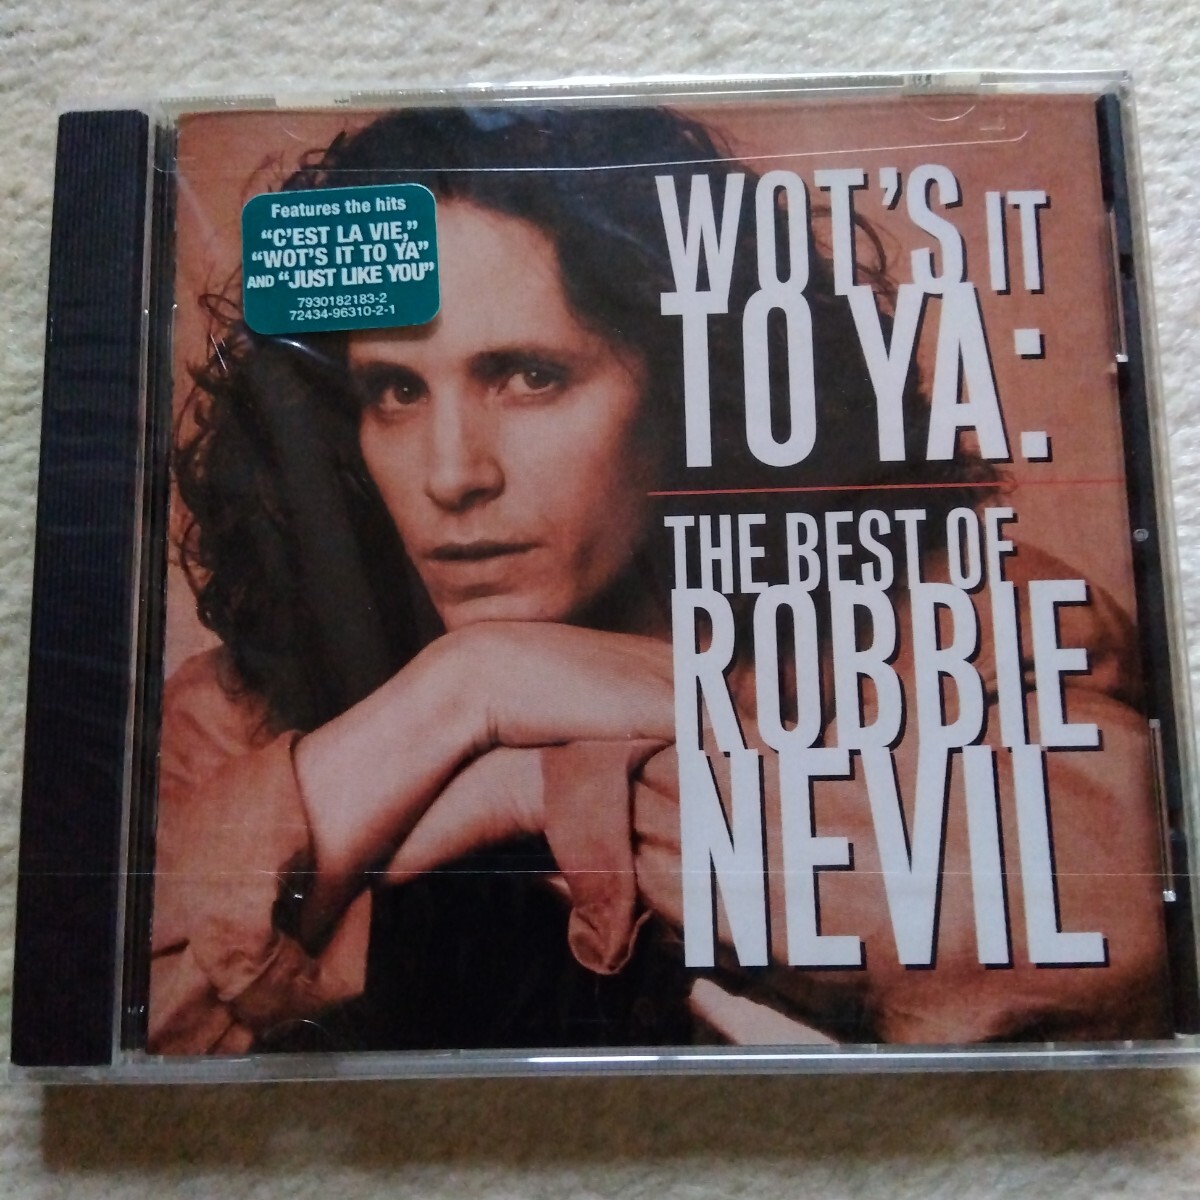 Features the hits
“C'EST LA VIE,”
“WOT'S IT TO YA”
AND “JUST LIKE YOU”
7930182183-2
72434-96310-2-1
WOT'S IT
TO YA:
THE BEST OF
ROBBIE
NEVIL